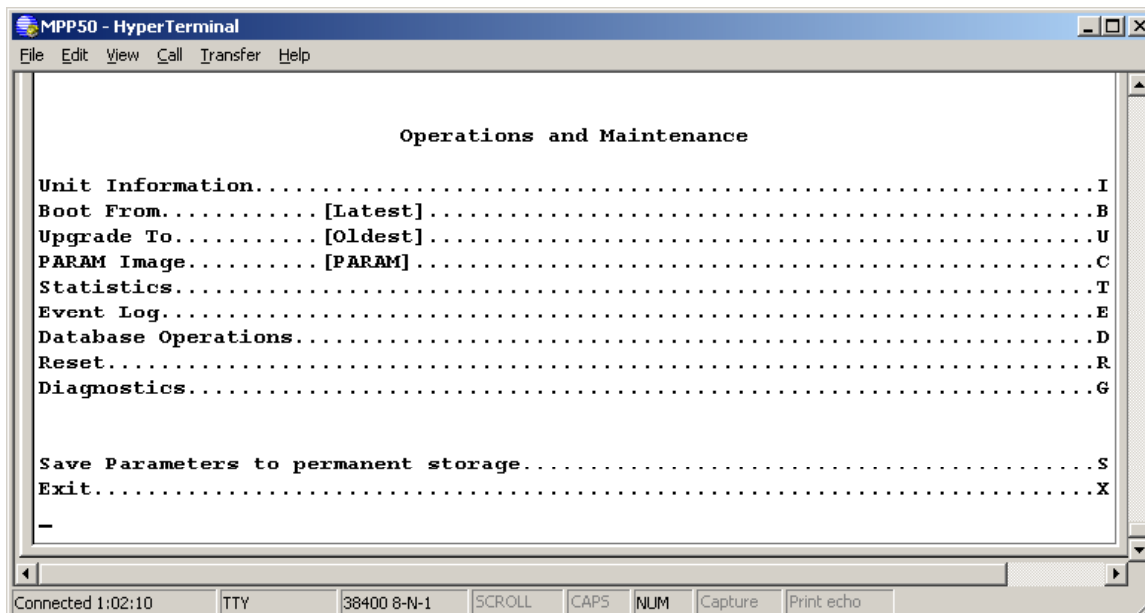 MPP50 - HyperTerminal
File Edit View Call Transfer Help
Operations and Maintenance
Unit Information..............................................................I
Boot From............[Latest].................................................B
Upgrade To...........[Oldest].................................................U
PARAM Image..........[PARAM]..................................................C
Statistics....................................................................T
Event Log.....................................................................E
Database Operations...........................................................D
Reset.........................................................................R
Diagnostics...................................................................G
Save Parameters to permanent storage..........................................S
Exit..........................................................................X
Connected 1:02:10 TTY 38400 8-N-1 SCROLL CAPS NUM Capture Print echo